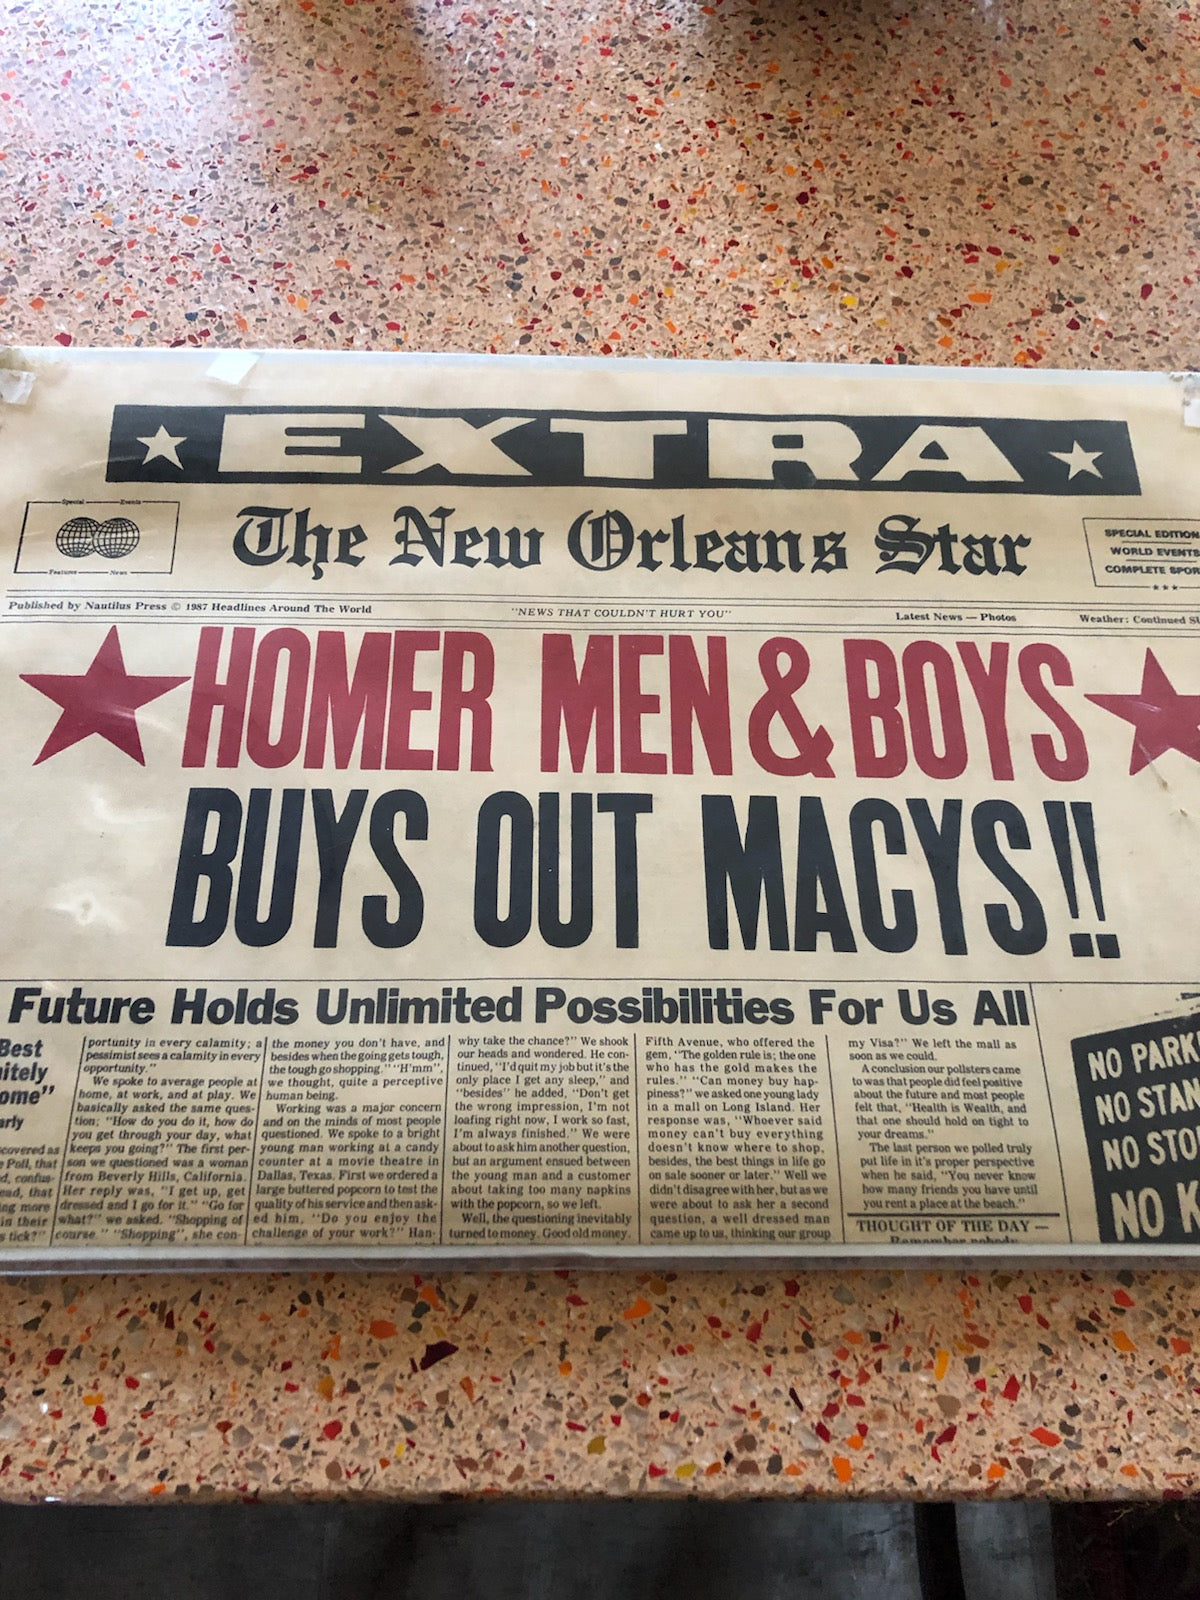 EXTRA
Special Events
Features News
The New Orleans Star
SPECIAL EDITION
WORLD EVENTS
COMPLETE
Published by Nautilus Press © 1987 Headlines Around The World
"NEWS THAT COULDN'T HURT YOU"
Latest News — Photos
Weather: Continued
HOMER MEN & BOYS
BUYS OUT MACYS!!
Future Holds Unlimited Possibilities For Us All
Best
portunity in every calamity; a
pessimist sees a calamity in every
opportunity."
We spoke to average people at
home, at work, and at play. We
basically asked the same ques-
tion; "How do you do it, how do
you get through your day, what
keeps you going?" The first per-
son we questioned was a woman
from Beverly Hills, California.
Her reply was, "I get up, get
dressed and I go for it." "Go for
what?" we asked. "Shopping of
course." "Shopping", she con-
the money you don't have, and
besides when the going gets tough,
the tough go shopping." "H'mm",
we thought, quite a perceptive
human being.
Working was a major concern
and on the minds of most people
questioned. We spoke to a bright
young man working at a candy
counter at a movie theatre in
Dallas, Texas. First we ordered a
large buttered popcorn to test the
quality of his service and then ask-
ed him, "Do you enjoy the
challenge of your work?" Han-
why take the chance?" We shook
our heads and wondered. He con-
tinued, "I'd quit my job but it's the
only place I get any sleep," and
"besides" he added, "Don't get
the wrong impression, I'm not
loafing right now, I work so fast,
I'm always finished." We were
about to ask him another question,
but an argument ensued between
the young man and a customer
about taking too many napkins
with the popcorn, so we left.
Well, the questioning inevitably
turned to money. Good old money.
Fifth Avenue, who offered the
gem, "The golden rule is; the one
who has the gold makes the
rules." "Can money buy hap-
piness?" we asked one young lady
in a mall on Long Island. Her
response was, "Whoever said
money can't buy everything
doesn't know where to shop,
besides, the best things in life go
on sale sooner or later." Well we
didn't disagree with her, but as we
were about to ask her a second
question, a well dressed man
came up to us, thinking our group
my Visa?" We left the mall as
soon as we could.
A conclusion our pollsters came
to was that people did feel positive
about the future and most people
felt that, "Health is Wealth, and
that one should hold on tight to
your dreams."
The last person we polled truly
put life in it's proper perspective
when he said, "You never know
how many friends you have until
you rent a place at the beach."
THOUGHT OF THE DAY —
Remember nobody
NO PARK
NO STAN
NO STO
NO K